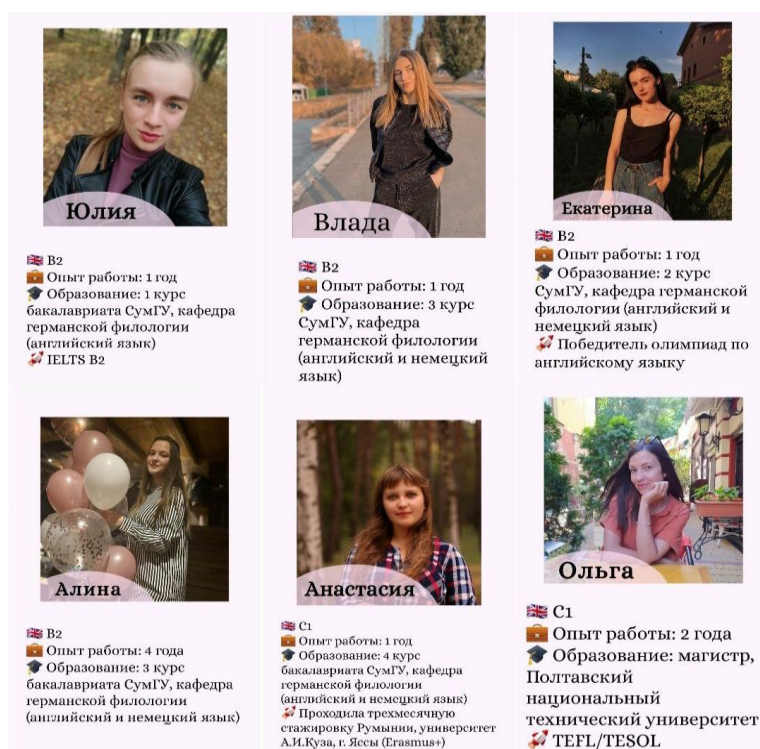 Юлия
🇬🇧 B2
💼 Опыт работы: 1 год
🎓 Образование: 1 курс
бакалавриата СумГУ, кафедра
германской филологии
(английский язык)
🚀 IELTS B2
Влада
🇬🇧 B2
💼 Опыт работы: 1 год
🎓 Образование: 3 курс
СумГУ, кафедра
германской филологии
(английский и немецкий
язык)
Екатерина
🇬🇧 B2
💼 Опыт работы: 1 год
🎓 Образование: 2 курс
СумГУ, кафедра германской
филологии (английский и
немецкий язык)
🚀 Победитель олимпиад по
английскому языку
Алина
🇬🇧 B2
💼 Опыт работы: 4 года
🎓 Образование: 3 курс
бакалавриата СумГУ, кафедра
германской филологии
(английский и немецкий язык)
Анастасия
🇬🇧 C1
💼 Опыт работы: 1 год
🎓 Образование: 4 курс
бакалавриата СумГУ, кафедра
германской филологии
(английский и немецкий язык)
🚀 Проходила трехмесячную
стажировку Румынии, университет
А.И.Куза, г. Яссы (Erasmus+)
Ольга
🇬🇧 C1
💼 Опыт работы: 2 года
🎓 Образование: магистр,
Полтавский
национальный
технический университет
🚀 TEFL/TESOL